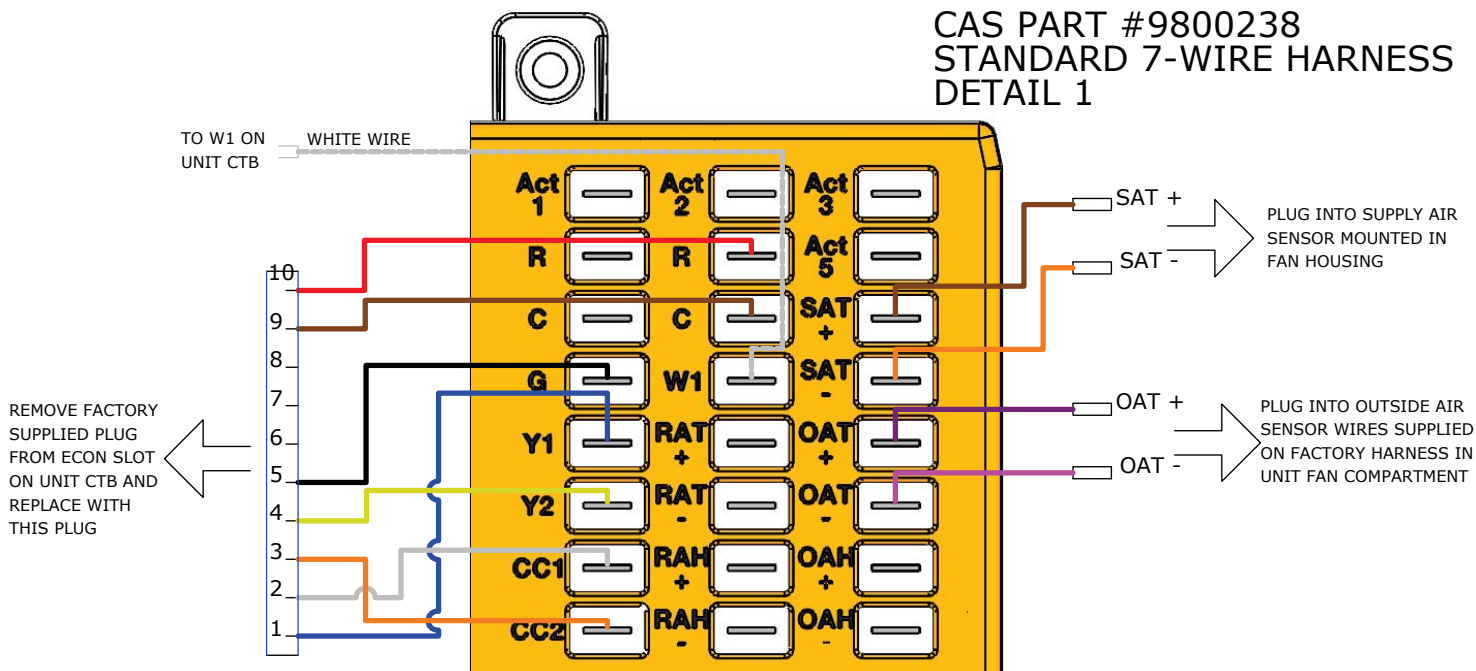 CAS PART #9800238
STANDARD 7-WIRE HARNESS
DETAIL 1
TO W1 ON
UNIT CTB
WHITE WIRE
Act
1
Act
2
Act
3
R
R
Act
5
C
C
SAT
+
G
W1
SAT
-
Y1
RAT
+
OAT
+
Y2
RAT
-
OAT
-
CC1
RAH
+
OAH
+
CC2
RAH
-
OAH
-
10
9
8
7
6
5
4
3
2
1
REMOVE FACTORY
SUPPLIED PLUG
FROM ECON SLOT
ON UNIT CTB AND
REPLACE WITH
THIS PLUG
SAT +
SAT -
PLUG INTO SUPPLY AIR
SENSOR MOUNTED IN
FAN HOUSING
OAT +
OAT -
PLUG INTO OUTSIDE AIR
SENSOR WIRES SUPPLIED
ON FACTORY HARNESS IN
UNIT FAN COMPARTMENT